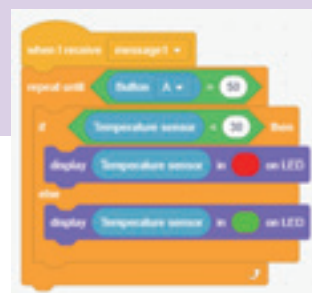 when I receive message1
repeat until Button A = 50
if Temperature sensor < 30 then
display Temperature sensor in on LED
else
display Temperature sensor in on LED